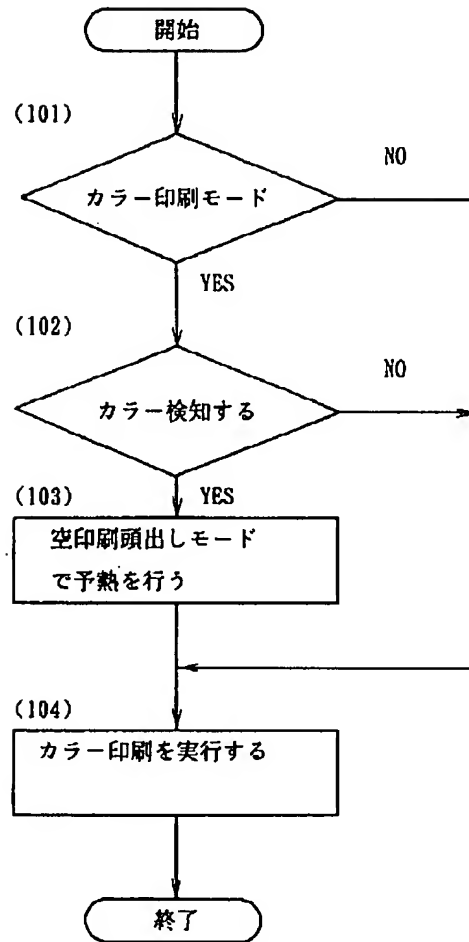 開始
(101)
NO
カラー印刷モード
YES
(102)
NO
カラー検知する
(103)
YES
空印刷頭出しモード
で予熱を行う
(104)
カラー印刷を実行する
終了